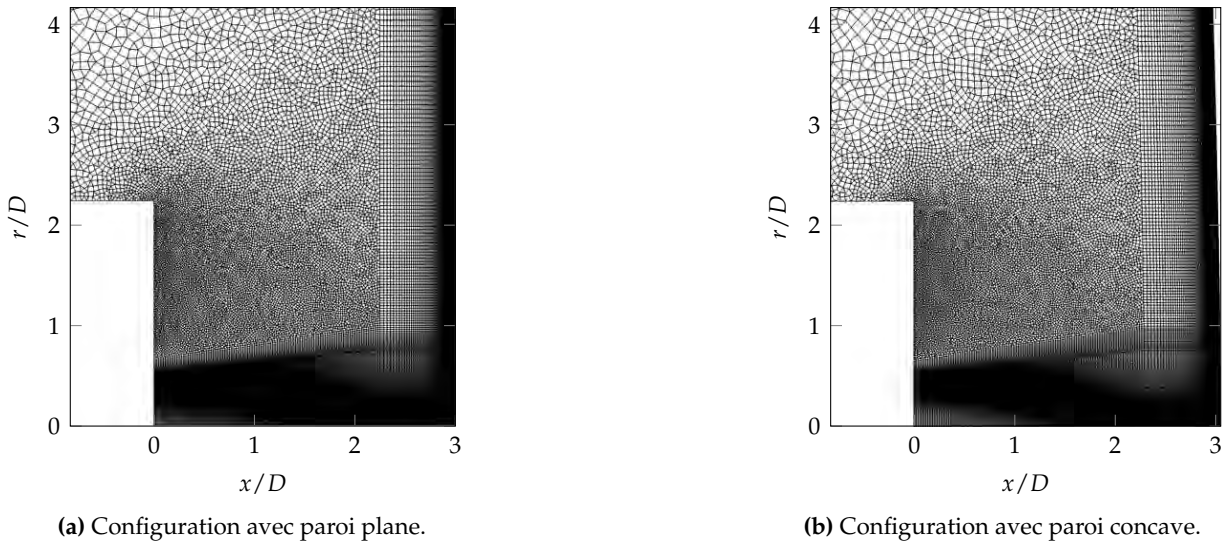 4
3
2
1
0
r/D
0 1 2 3
x/D
(a) Configuration avec paroi plane.
4
3
2
1
0
r/D
0 1 2 3
x/D
(b) Configuration avec paroi concave.